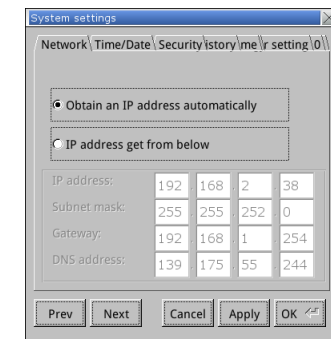 System settings
Network Time/Date Security istory me r setting 0
Obtain an IP address automatically
IP address get from below
IP address: 192 . 168 . 2 . 38
Subnet mask: 255 . 255 . 252 . 0
Gateway: 192 . 168 . 1 . 254
DNS address: 139 . 175 . 55 . 244
Prev Next Cancel Apply OK